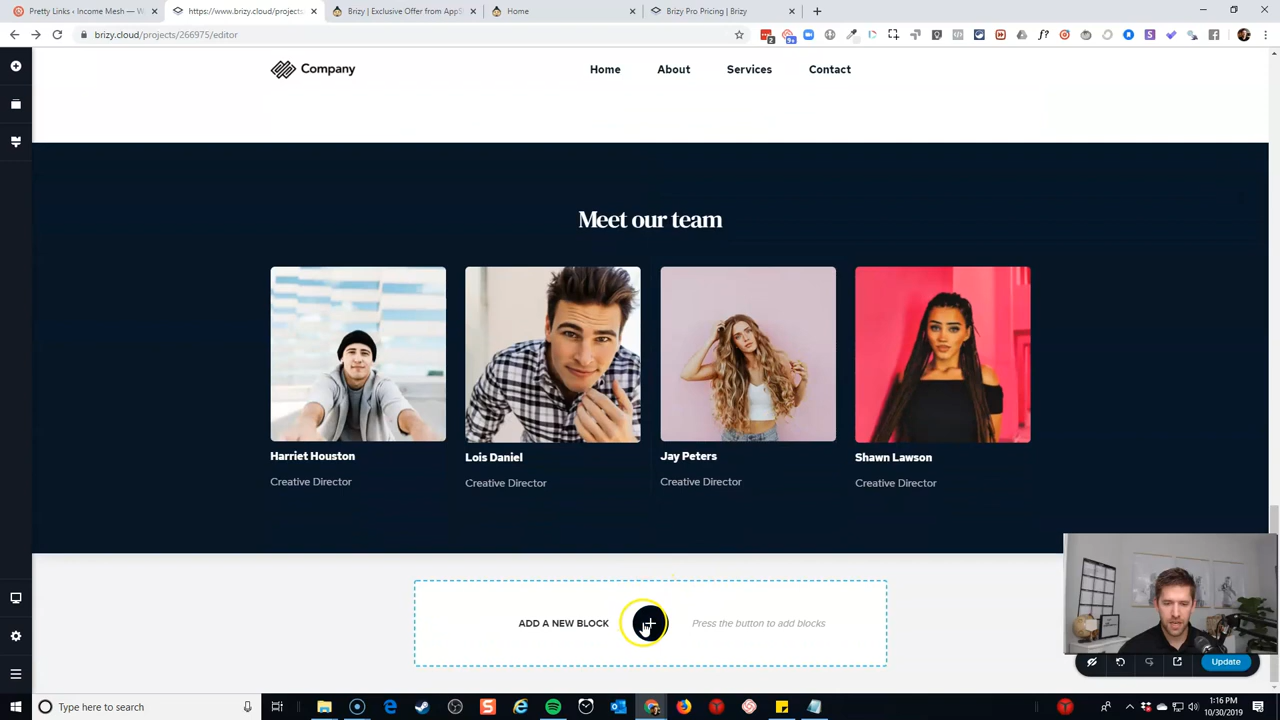 Pretty Links ‹ Income Mesh — W
https://www.brizy.cloud/projects
Brizy | Exclusive Offer from AppS
Home
Brizy Pro Pricing | Brizy
brizy.cloud/projects/266975/editor
Company
Home
About
Services
Contact
Meet our team
Harriet Houston
Lois Daniel
Jay Peters
Shawn Lawson
Creative Director
Creative Director
Creative Director
Creative Director
ADD A NEW BLOCK
Press the button to add blocks
Update
Type here to search
1:16 PM
10/30/2019